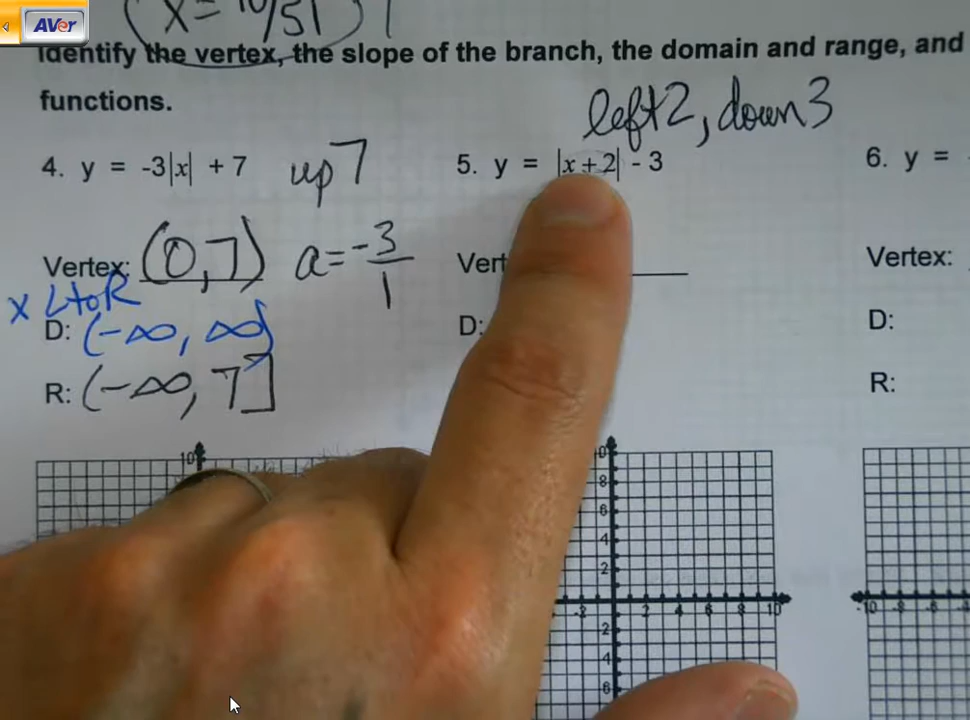 AVer
(x = 10/51)
Identify the vertex, the slope of the branch, the domain and range, and
functions.
left 2, down 3
4. y = -3|x| + 7 up 7
5. y = |x + 2| - 3
6. y =
Vertex: (0, 7) a = -3/1
Vert
Vertex:
x L to R
D: (-∞, ∞)
D:
D:
R: (-∞, 7]
R:
10
8
6
4
2
-2 2 4 6 8 10
-10 -8 -6
2
4
6